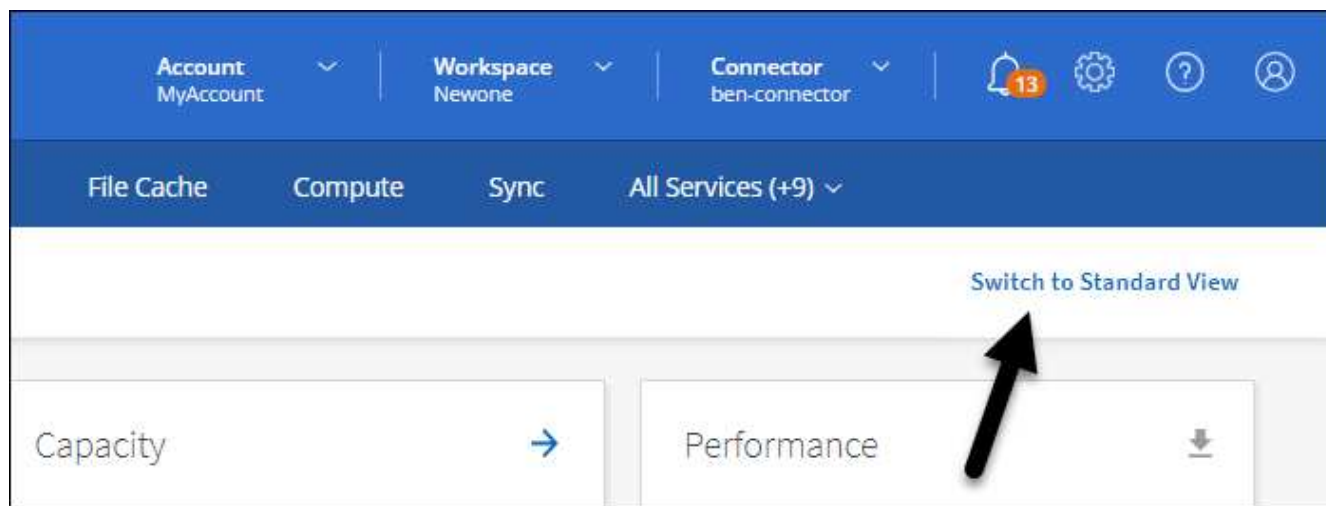 Account Workspace Connector
MyAccount Newone ben-connector
13
File Cache Compute Sync All Services (+9)
Switch to Standard View
Capacity Performance